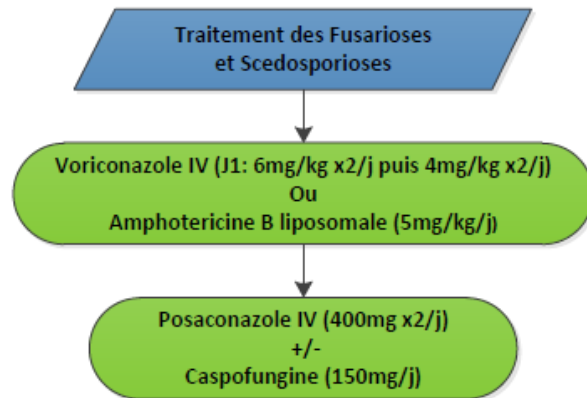 Traitement des Fusarioses
et Scedosporioses
Voriconazole IV (J1: 6mg/kg x2/j puis 4mg/kg x2/j)
Ou
Amphotericine B liposomale (5mg/kg/j)
Posaconazole IV (400mg x2/j)
+/-
Caspofungine (150mg/j)